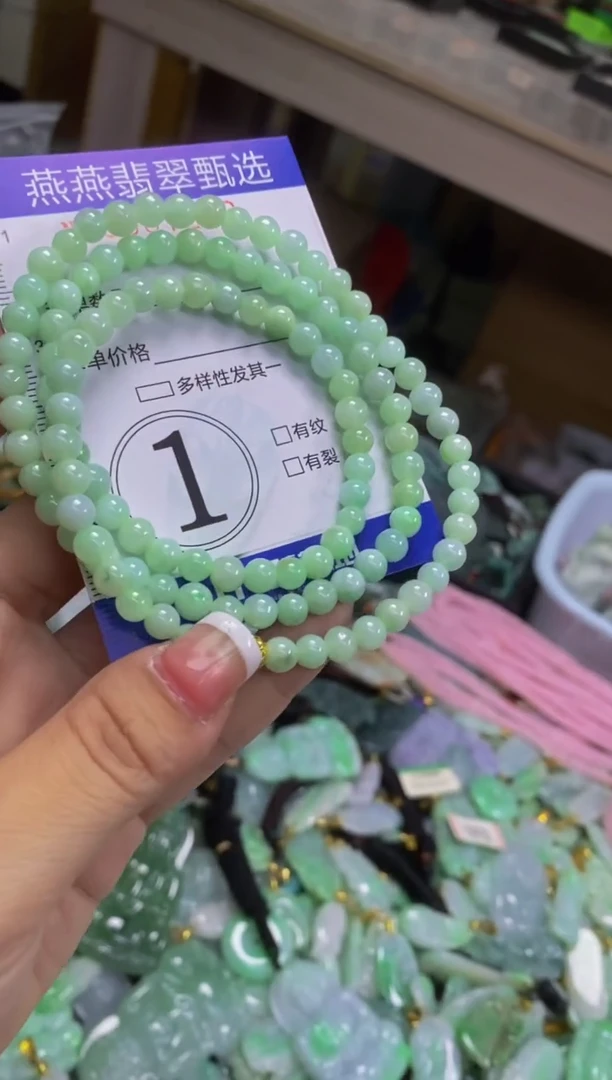 燕燕翡翠甄选
单价格
多样性发其一
1
有纹
有裂